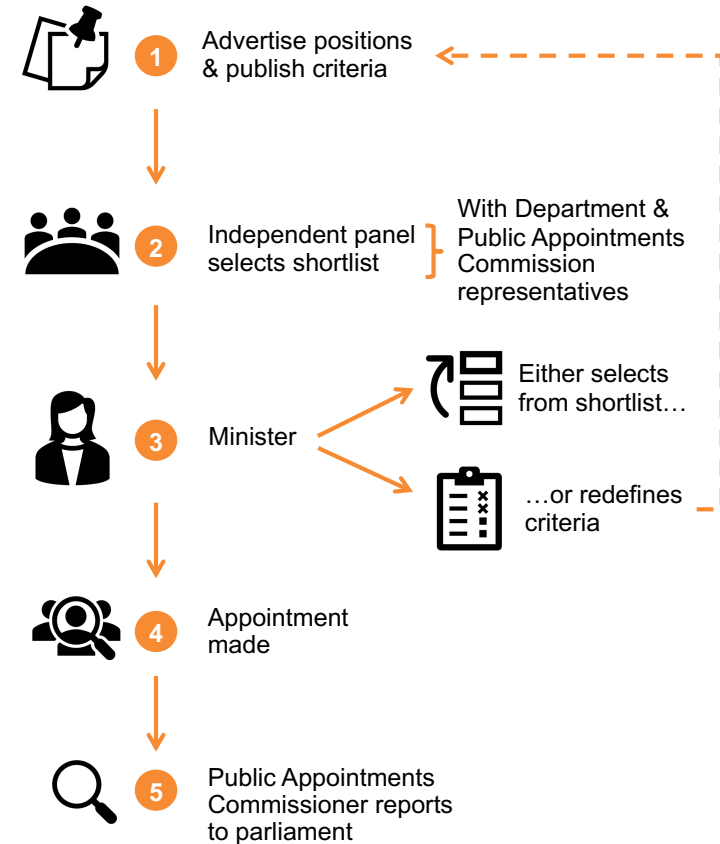 1
Advertise positions
& publish criteria
2
Independent panel
selects shortlist
With Department &
Public Appointments
Commission
representatives
3
Minister
Either selects
from shortlist…
…or redefines
criteria
4
Appointment
made
5
Public Appointments
Commissioner reports
to parliament